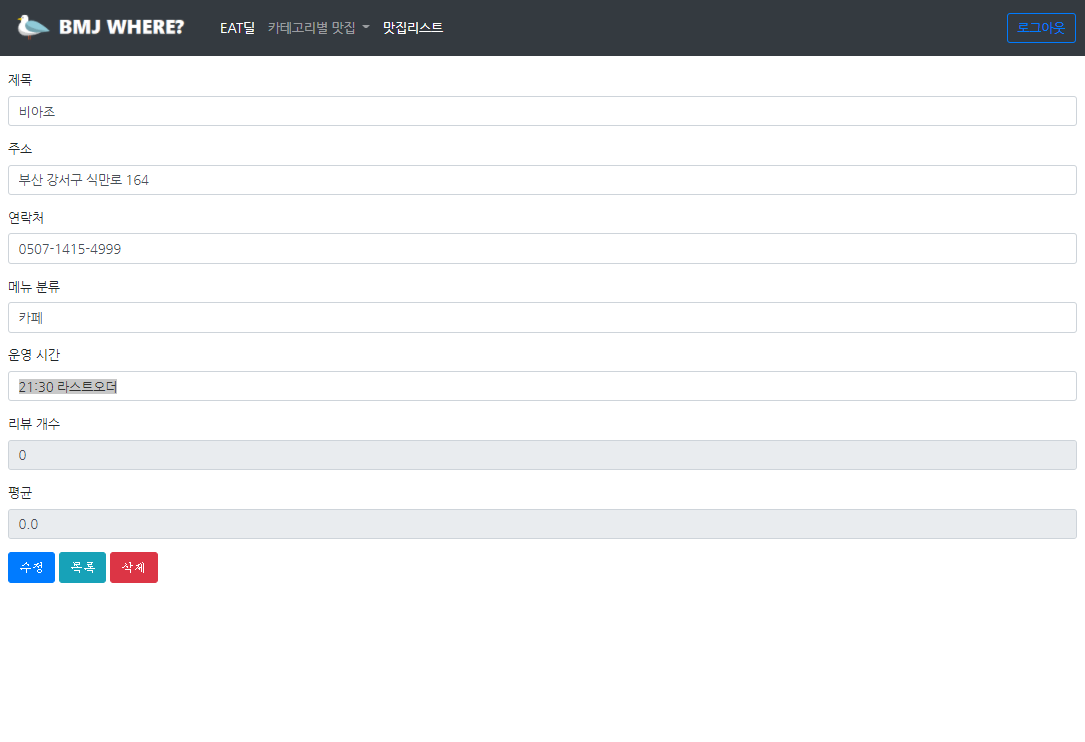 BMJ WHERE? EAT딜 카테고리별 맛집 맛집리스트 로그아웃
제목
비아조
주소
부산 강서구 식만로 164
연락처
0507-1415-4999
메뉴 분류
카페
운영 시간
21:30 라스트오더
리뷰 개수
0
평균
0.0
수정 목록 삭제